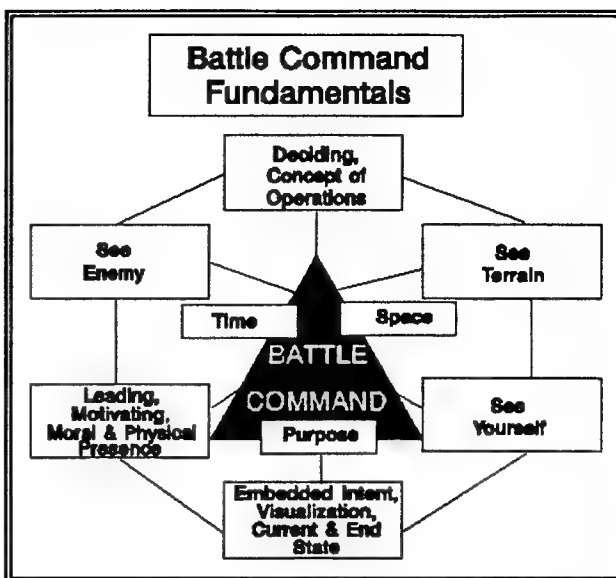 Battle Command
Fundamentals
Deciding,
Concept of
Operations
See
Enemy
See
Terrain
Time
Space
BATTLE
COMMAND
Leading,
Motivating,
Moral & Physical
Presence
See
Yourself
Purpose
Embedded Intent,
Visualization,
Current & End
State